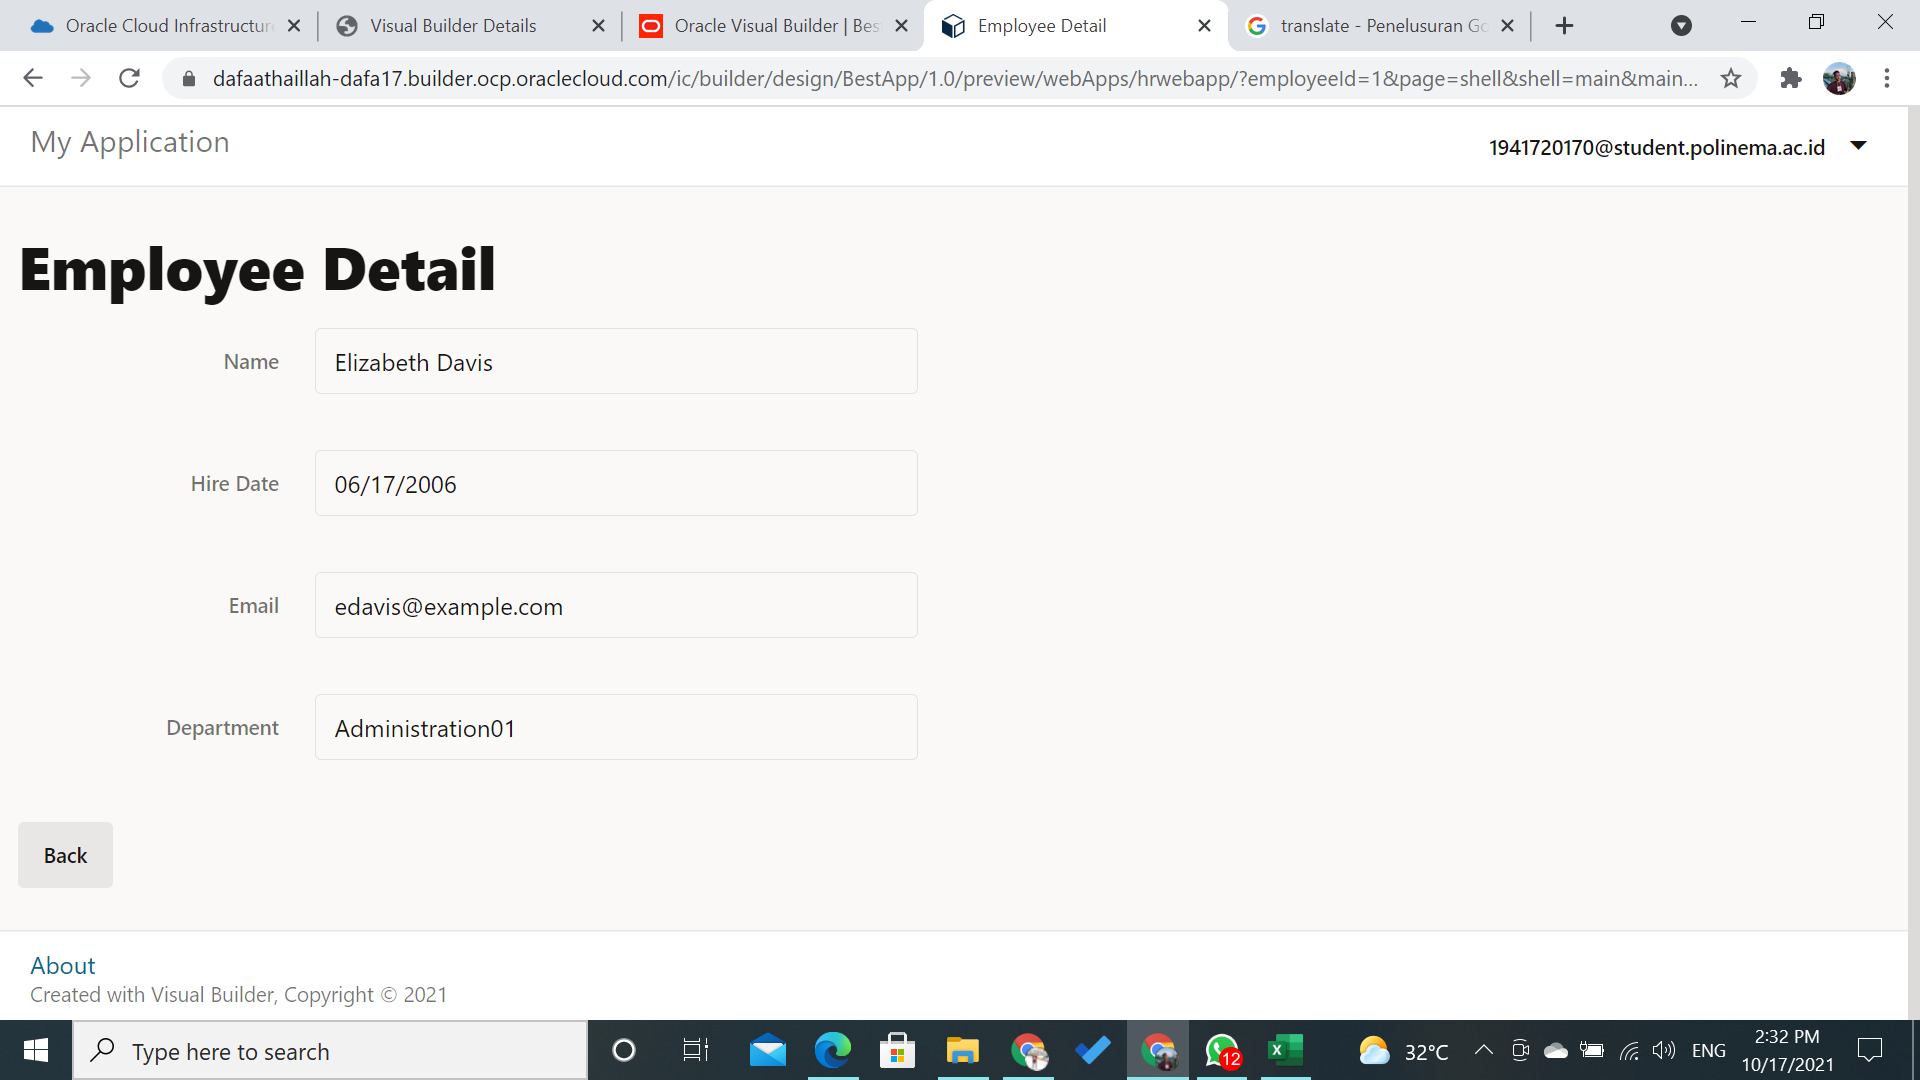 Oracle Cloud Infrastructure
Visual Builder Details
Oracle Visual Builder | Bes
Employee Detail
translate - Penelusuran Go
dafaathaillah-dafa17.builder.ocp.oraclecloud.com/ic/builder/design/BestApp/1.0/preview/webApps/hrwebapp/?employeeId=1&page=shell&shell=main&main...
My Application
1941720170@student.polinema.ac.id
Employee Detail
Name
Elizabeth Davis
Hire Date
06/17/2006
Email
edavis@example.com
Department
Administration01
Back
About
Created with Visual Builder, Copyright © 2021
Type here to search
12
32°C
ENG
2:32 PM
10/17/2021